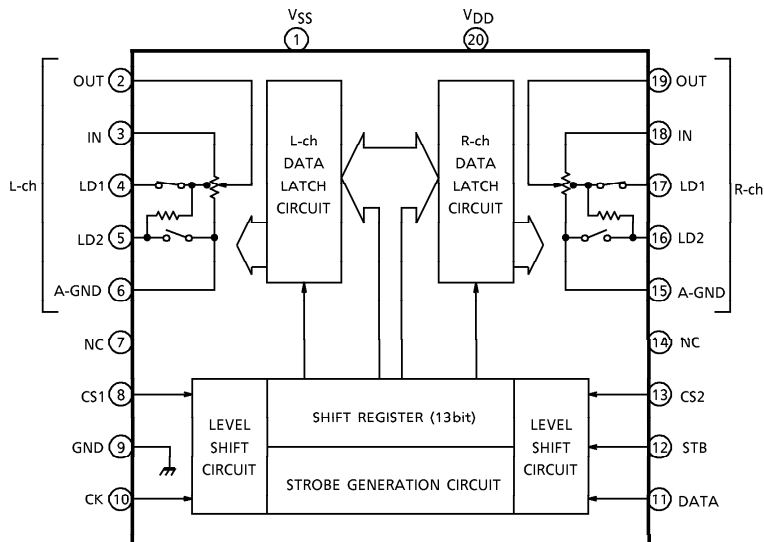 VSS
1
VDD
20
L-ch
OUT 2
IN 3
LD1 4
LD2 5
A-GND 6
NC 7
CS1 8
GND 9
CK 10
L-ch
DATA
LATCH
CIRCUIT
R-ch
DATA
LATCH
CIRCUIT
19 OUT
18 IN
17 LD1
16 LD2
15 A-GND
14 NC
13 CS2
12 STB
11 DATA
R-ch
LEVEL
SHIFT
CIRCUIT
SHIFT REGISTER (13bit)
STROBE GENERATION CIRCUIT
LEVEL
SHIFT
CIRCUIT